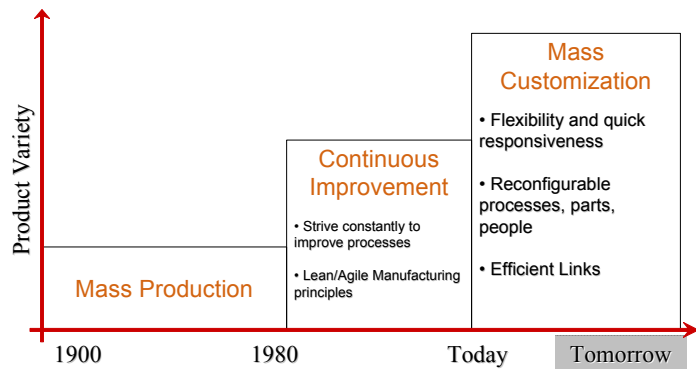 Product Variety
Mass Production
Continuous
Improvement
• Strive constantly to
improve processes
• Lean/Agile Manufacturing
principles
Mass
Customization
• Flexibility and quick
responsiveness
• Reconfigurable
processes, parts,
people
• Efficient Links
1900
1980
Today
Tomorrow